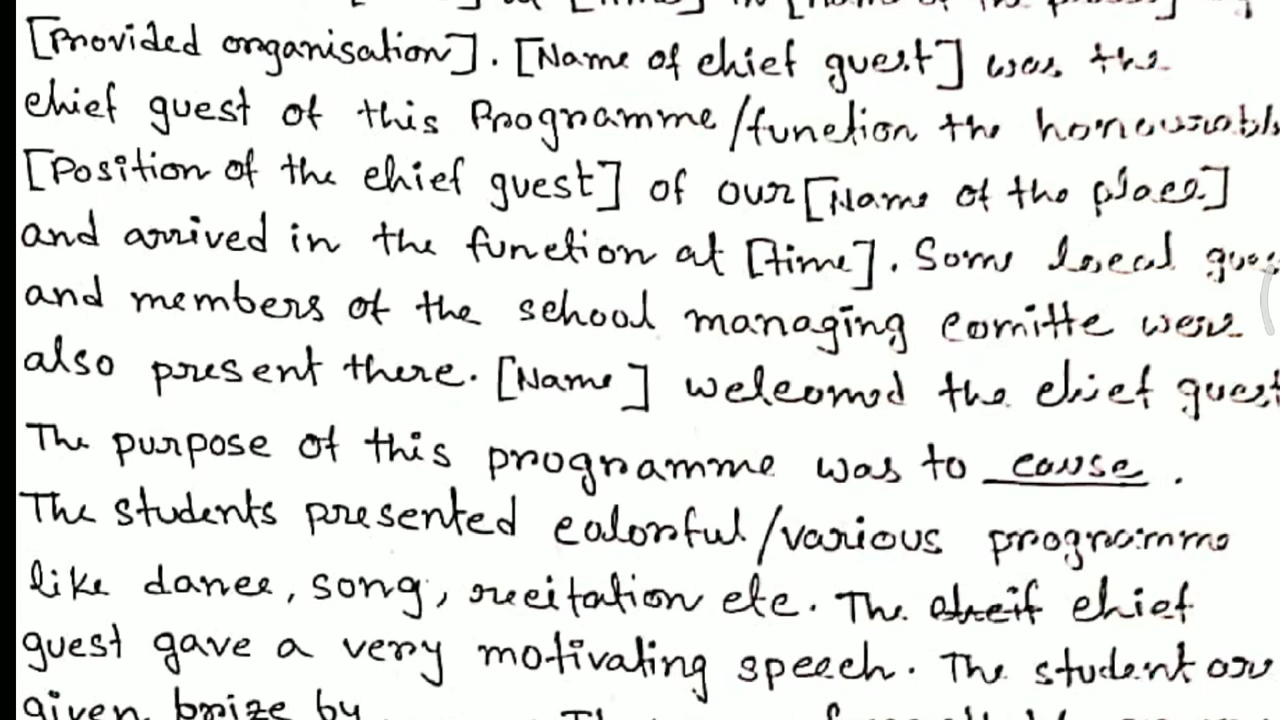 [Provided organisation]. [Name of chief guest] was the
chief guest of this Programme/function the honourable
[Position of the chief guest] of our [Name of the place]
and arrived in the function at [time]. Some local gues
and members of the school managing comitte were
also present there. [Name] welcomed the chief guest
The purpose of this programme was to cause.
The students presented calorful/various programme
like dance, song, recitation etc. The chief
guest gave a very motivating speech. The student are
given prize by